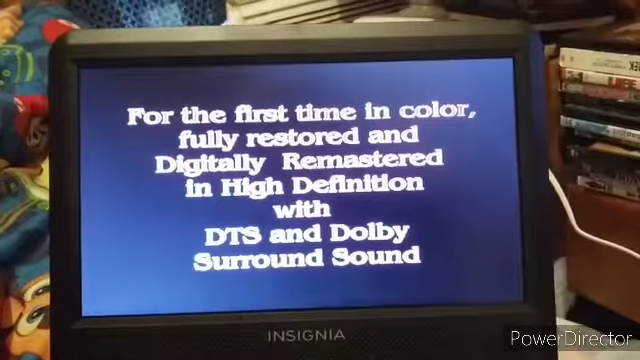 For the first time in color,
fully restored and
Digitally Remastered
in High Definition
with
DTS and Dolby
Surround Sound
INSIGNIA
PowerDirector